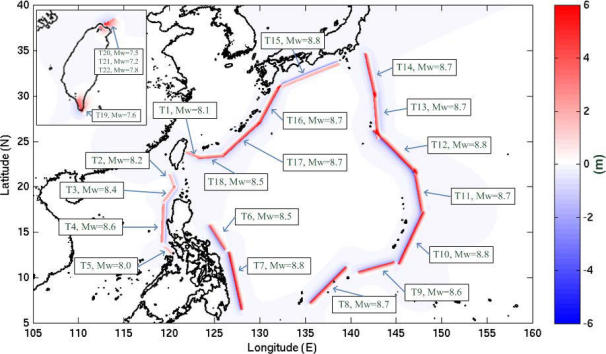 40
35
30
25
20
15
10
5
Latitude (N)
T20, Mw=7.5
T21, Mw=7.2
T22, Mw=7.8
T19, Mw=7.6
T15, Mw=8.8
T14, Mw=8.7
T1, Mw=8.1
T16, Mw=8.7
T13, Mw=8.7
T2, Mw=8.2
T17, Mw=8.7
T12, Mw=8.8
T3, Mw=8.4
T18, Mw=8.5
T11, Mw=8.7
T4, Mw=8.6
T6, Mw=8.5
T10, Mw=8.8
T5, Mw=8.0
T7, Mw=8.8
T9, Mw=8.6
T8, Mw=8.7
105 110 115 120 125 130 135 140 145 150 155 160
Longitude (E)
6
4
2
0
-2
-4
-6
(m)